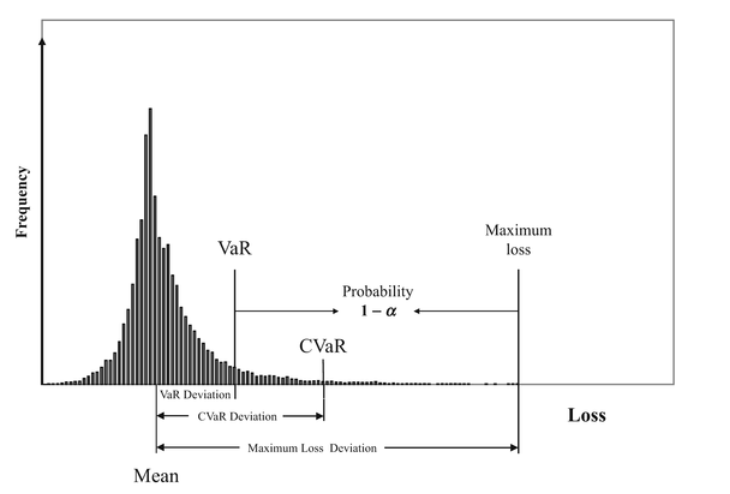 Frequency
VaR
Maximum
loss
Probability
1 − α
CVaR
VaR Deviation
CVaR Deviation
Loss
Maximum Loss Deviation
Mean